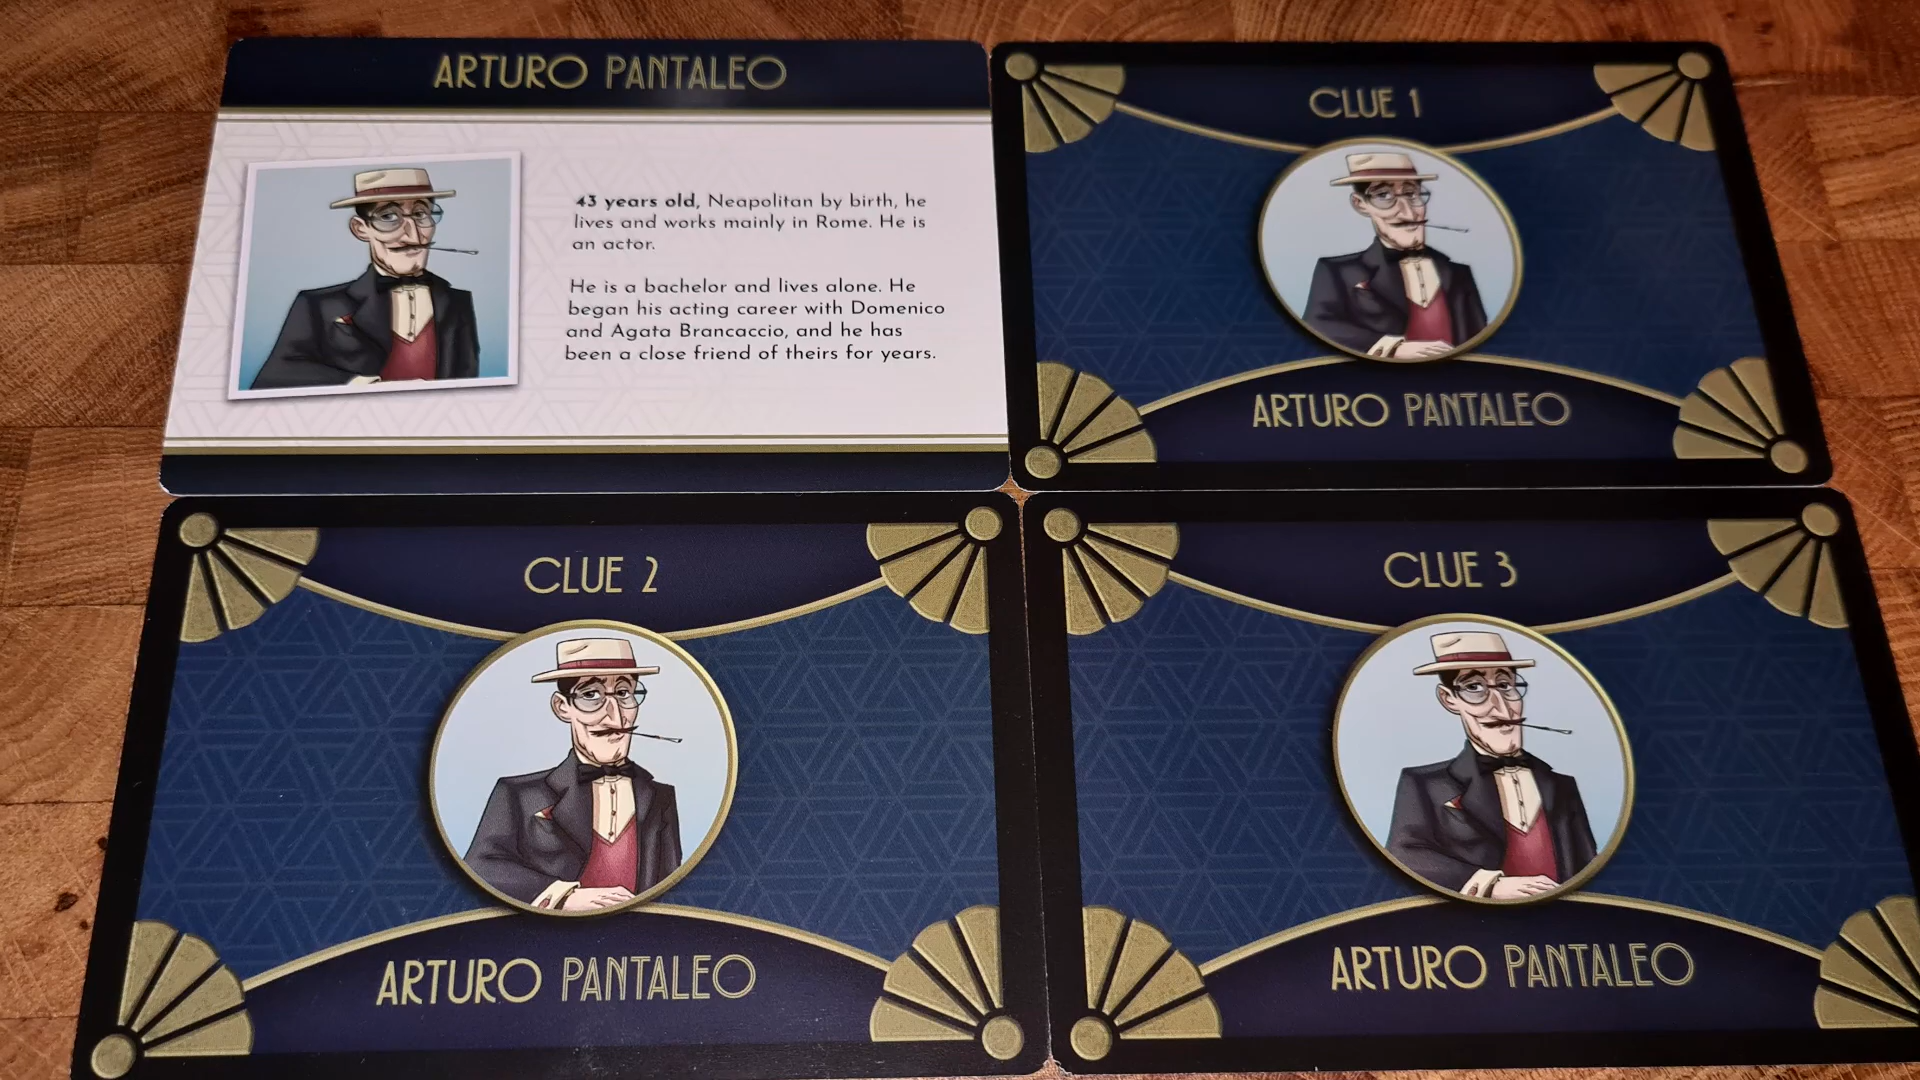 ARTURO PANTALEO
43 years old, Neapolitan by birth, he
lives and works mainly in Rome. He is
an actor.
He is a bachelor and lives alone. He
began his acting career with Domenico
and Agata Brancaccio, and he has
been a close friend of theirs for years.
CLUE 1
ARTURO PANTALEO
CLUE 2
ARTURO PANTALEO
CLUE 3
ARTURO PANTALEO